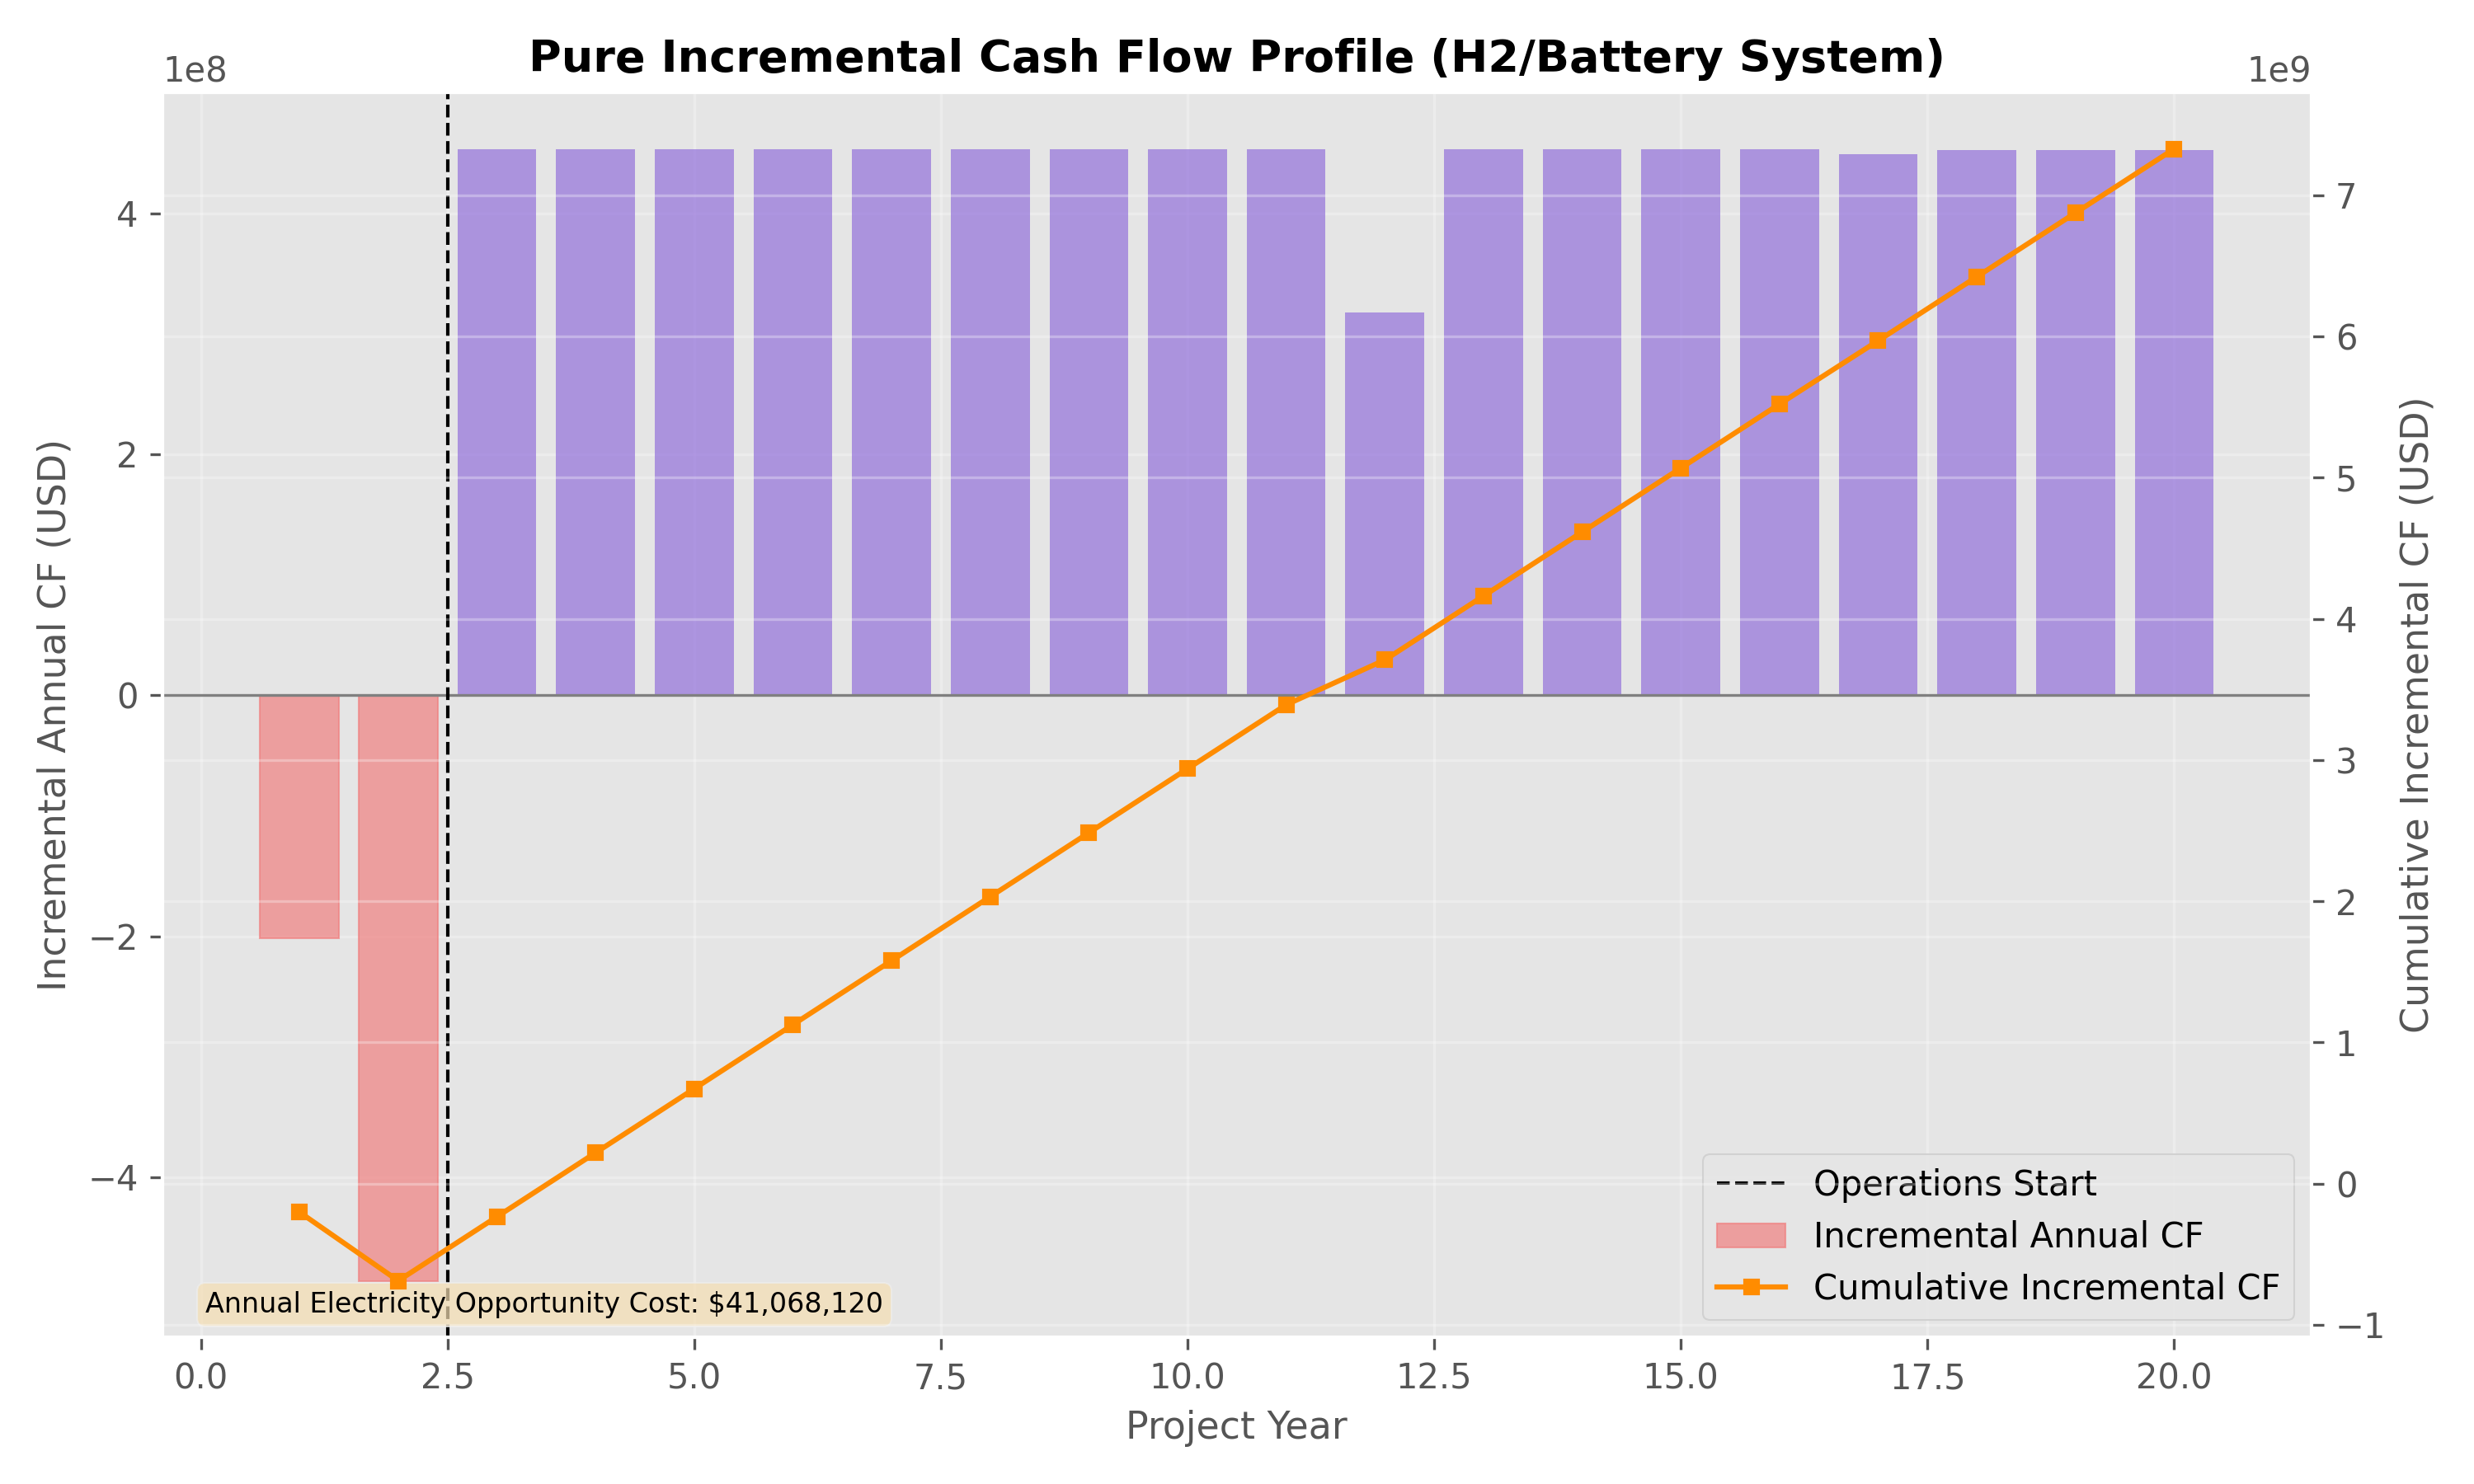 Pure Incremental Cash Flow Profile (H2/Battery System)
1e8
1e9
Incremental Annual CF (USD)
4
2
0
−2
−4
Cumulative Incremental CF (USD)
7
6
5
4
3
2
1
0
−1
Operations Start
Incremental Annual CF
Cumulative Incremental CF
Annual Electricity Opportunity Cost: $41,068,120
0.0
2.5
5.0
7.5
10.0
12.5
15.0
17.5
20.0
Project Year